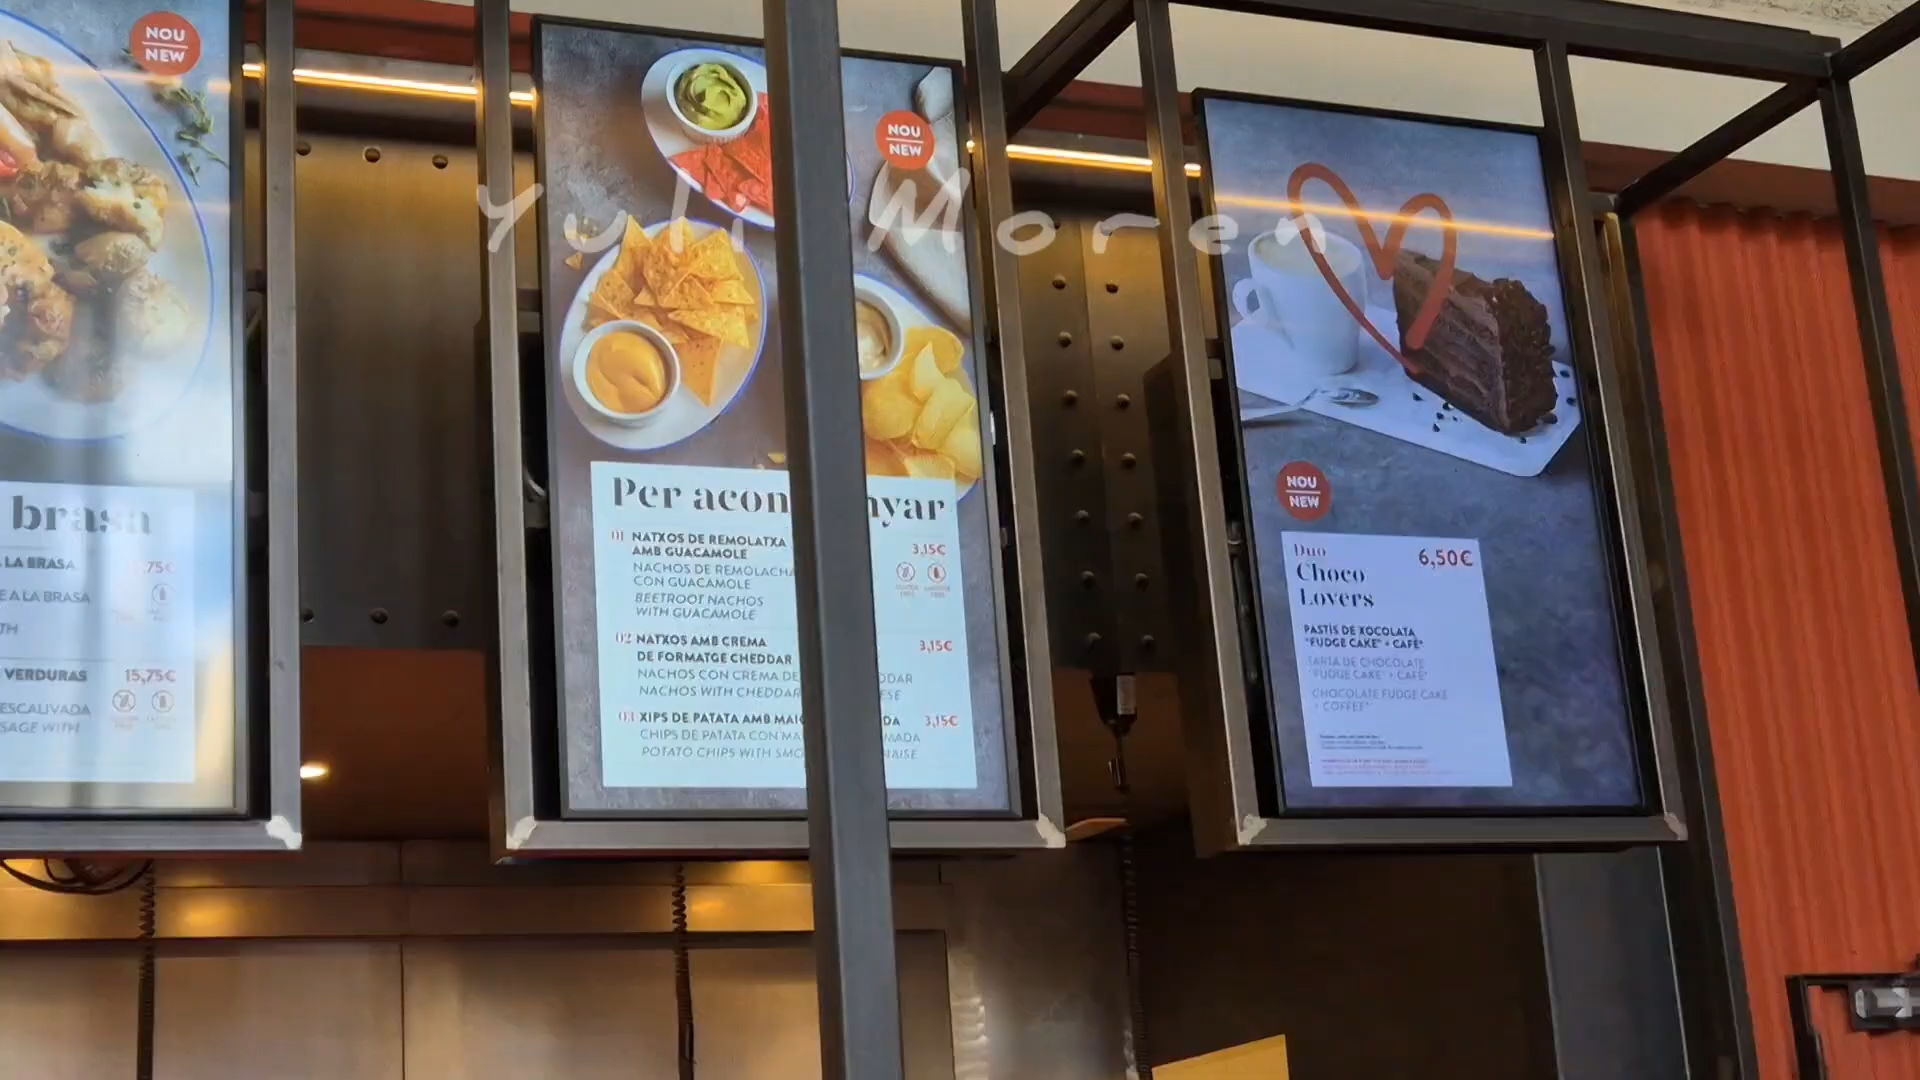 NOU
NEW
brasa
LA BRASA
,75€
E A LA BRASA
TH
VERDURAS
15,75€
ESCALIVADA
SAGE WITH
NOU
NEW
Per acom nyar
01 NATXOS DE REMOLATXA
AMB GUACAMOLE
3,15€
NACHOS DE REMOLACHA
CON GUACAMOLE
BEETROOT NACHOS
WITH GUACAMOLE
02 NATXOS AMB CREMA
DE FORMATGE CHEDDAR
3,15€
NACHOS CON CREMA DE DDAR
NACHOS WITH CHEDDAR ESE
03 XIPS DE PATATA AMB MAIO DA
3,15€
CHIPS DE PATATA CON MA MADA
POTATO CHIPS WITH SMO NAISE
NOU
NEW
Duo
Choco
Lovers
6,50€
PASTÍS DE XOCOLATA
"FUDGE CAKE" + CAFÈ*
TARTA DE CHOCOLATE
"FUDGE CAKE" + CAFÉ*
CHOCOLATE FUDGE CAKE
+ COFFEE*
Yuli Moren